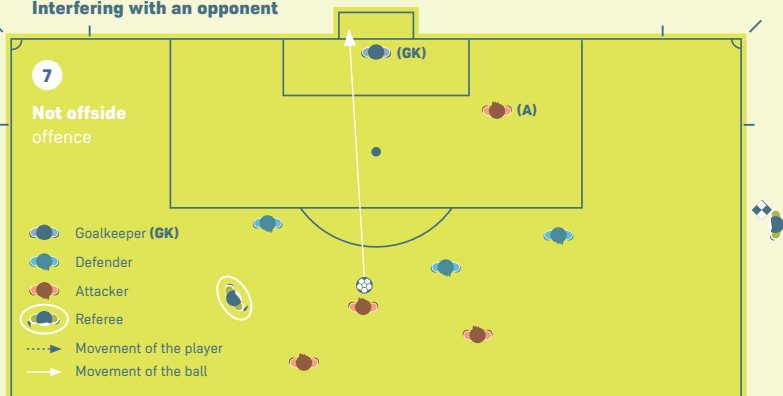 Interfering with an opponent
(GK)
7
(A)
Not offside
offence
Goalkeeper (GK)
Defender
Attacker
Referee
Movement of the player
Movement of the ball